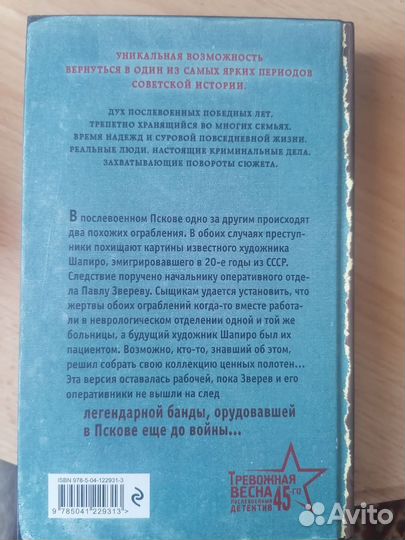 УНИКАЛЬНАЯ ВОЗМОЖНОСТЬ
ВЕРНУТЬСЯ В ОДИН ИЗ САМЫХ ЯРКИХ ПЕРИОДОВ
СОВЕТСКОЙ ИСТОРИИ.
ДУХ ПОСЛЕВОЕННЫХ ПОБЕДНЫХ ЛЕТ,
ТРЕПЕТНО ХРАНЯЩИЙСЯ ВО МНОГИХ СЕМЬЯХ.
ВРЕМЯ НАДЕЖД И СУРОВОЙ ПОВСЕДНЕВНОЙ ЖИЗНИ.
РЕАЛЬНЫЕ ЛЮДИ. НАСТОЯЩИЕ КРИМИНАЛЬНЫЕ ДЕЛА.
ЗАХВАТЫВАЮЩИЕ ПОВОРОТЫ СЮЖЕТА.
В послевоенном Пскове одно за другим происходят
два похожих ограбления. В обоих случаях преступ-
ники похищают картины известного художника
Шапиро, эмигрировавшего в 20-е годы из СССР.
Следствие поручено начальнику оперативного отде-
ла Павлу Звереву. Сыщикам удается установить, что
жертвы обоих ограблений когда-то вместе работа-
ли в неврологическом отделении одной и той же
больницы, а будущий художник Шапиро был их
пациентом. Возможно, кто-то, знавший об этом,
решил собрать свою коллекцию ценных полотен...
Эта версия оставалась рабочей, пока Зверев и его
оперативники не вышли на след
легендарной банды, орудовавшей
в Пскове еще до войны...
ISBN 978-5-04-122931-3
9 785041 229313 >
ТРЕВОЖНАЯ
ВЕСНА 45-го
ПОСЛЕВОЕННЫЙ
ДЕТЕКТИВ
Avito